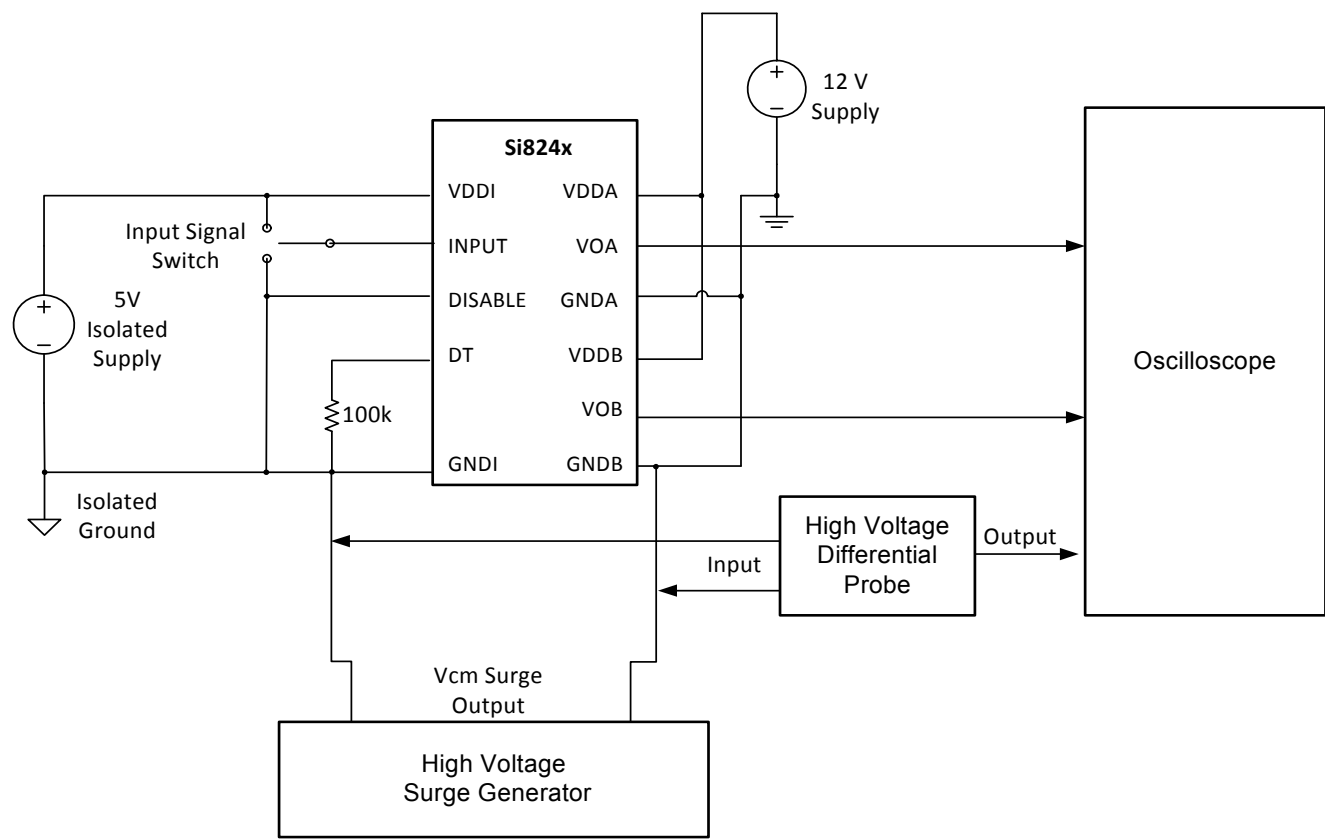 12 V
Supply
Si824x
VDDI
VDDA
Input Signal
Switch
INPUT
VOA
5V
Isolated
Supply
DISABLE
GNDA
DT
VDDB
Oscilloscope
100k
VOB
GNDI
GNDB
Isolated
Ground
High Voltage
Differential
Probe
Output
Input
Vcm Surge
Output
High Voltage
Surge Generator